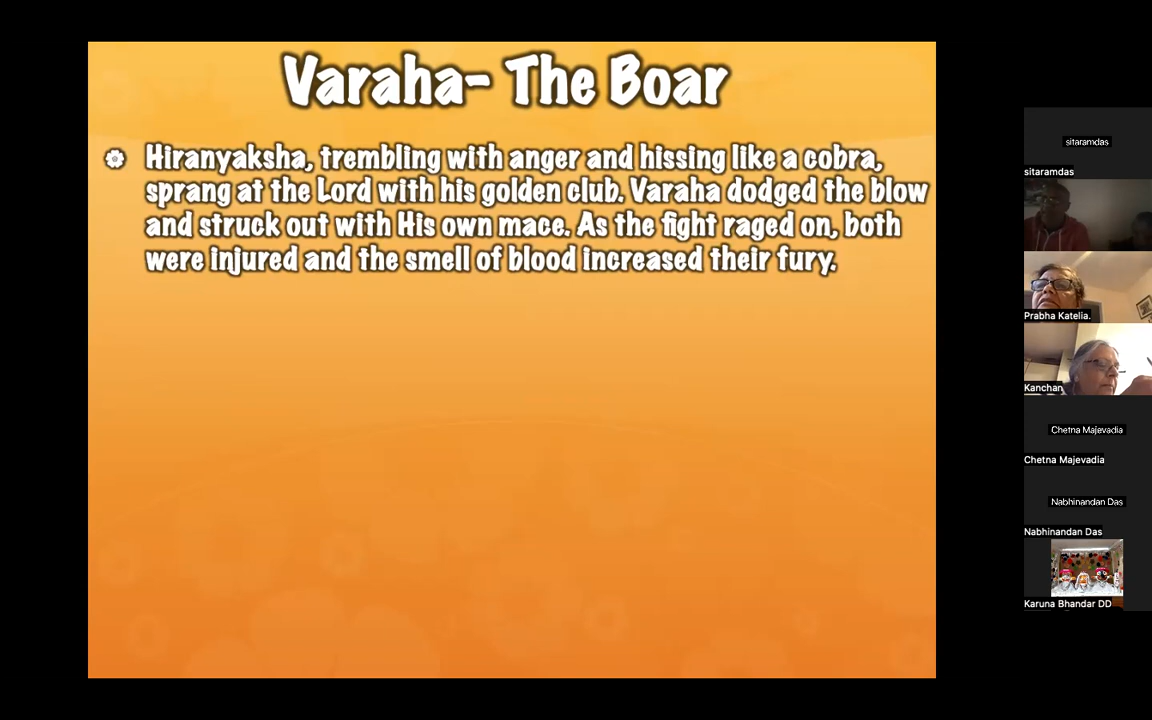 Varaha- The Boar
Hiranyaksha, trembling with anger and hissing like a cobra,
sprang at the Lord with his golden club. Varaha dodged the blow
and struck out with His own mace. As the fight raged on, both
were injured and the smell of blood increased their fury.
sitaramdas
sitaramdas
Prabha Katelia.
Kanchan
Chetna Majevadia
Chetna Majevadia
Nabhinandan Das
Nabhinandan Das
Karuna Bhandar DD